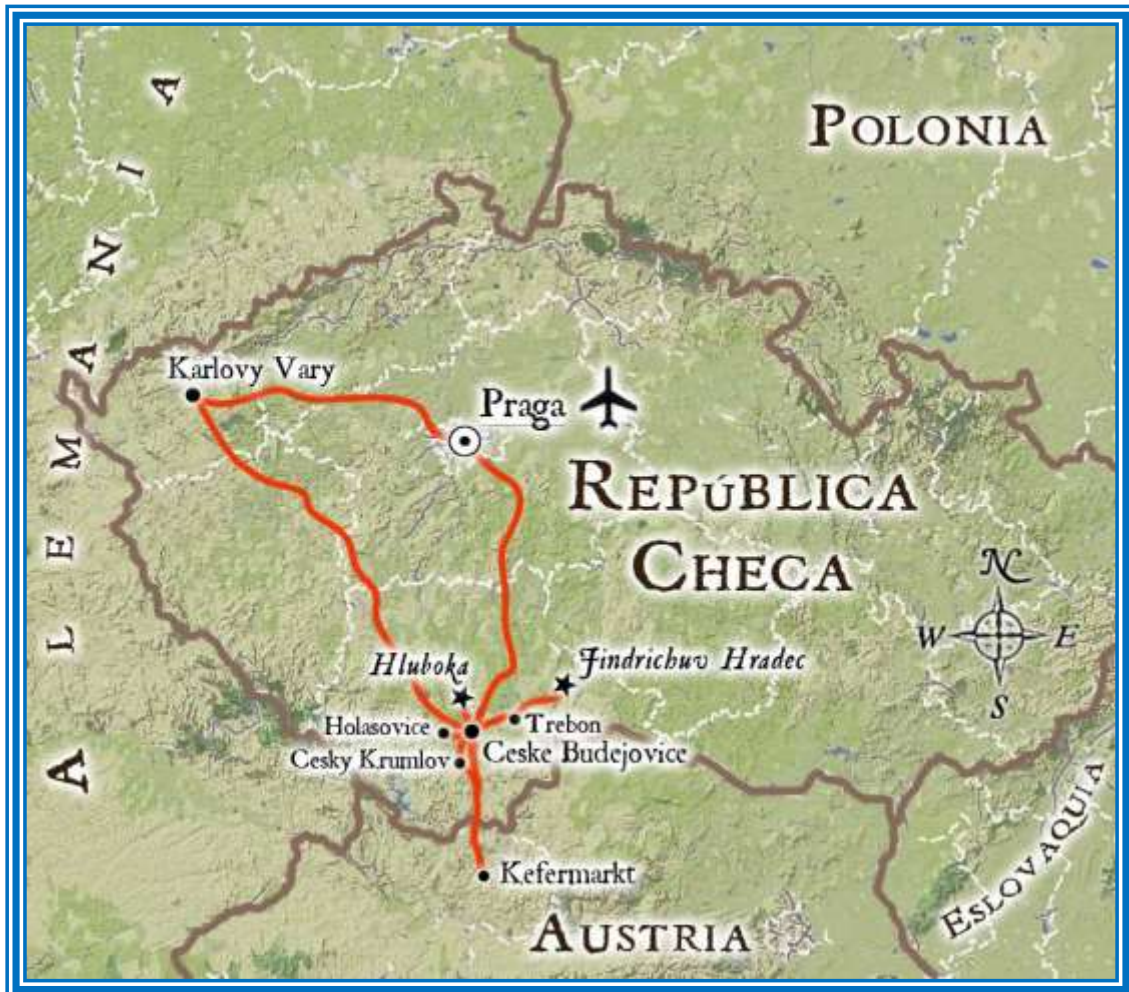 POLONIA
ALEMANIA
Karlovy Vary
Praga
REPÚBLICA
CHECA
N
W E
S
Hluboka
Jindrichuv Hradec
Holasovice
Trebon
Cesky Krumlov
Ceske Budejovice
Kefermarkt
AUSTRIA
ESLOVAQUIA